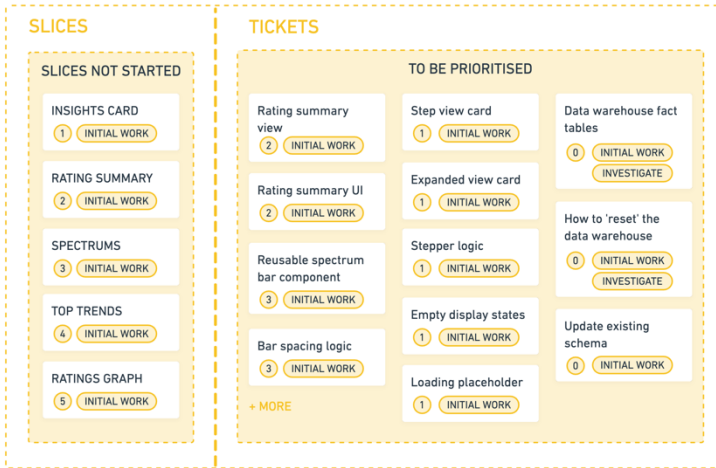 SLICES
SLICES NOT STARTED
INSIGHTS CARD
1 INITIAL WORK
RATING SUMMARY
2 INITIAL WORK
SPECTRUMS
3 INITIAL WORK
TOP TRENDS
4 INITIAL WORK
RATINGS GRAPH
5 INITIAL WORK
TICKETS
TO BE PRIORITISED
Rating summary
view
2 INITIAL WORK
Rating summary UI
2 INITIAL WORK
Reusable spectrum
bar component
3 INITIAL WORK
Bar spacing logic
3 INITIAL WORK
+ MORE
Step view card
1 INITIAL WORK
Expanded view card
1 INITIAL WORK
Stepper logic
1 INITIAL WORK
Empty display states
1 INITIAL WORK
Loading placeholder
1 INITIAL WORK
Data warehouse fact
tables
0 INITIAL WORK
INVESTIGATE
How to 'reset' the
data warehouse
0 INITIAL WORK
INVESTIGATE
Update existing
schema
0 INITIAL WORK